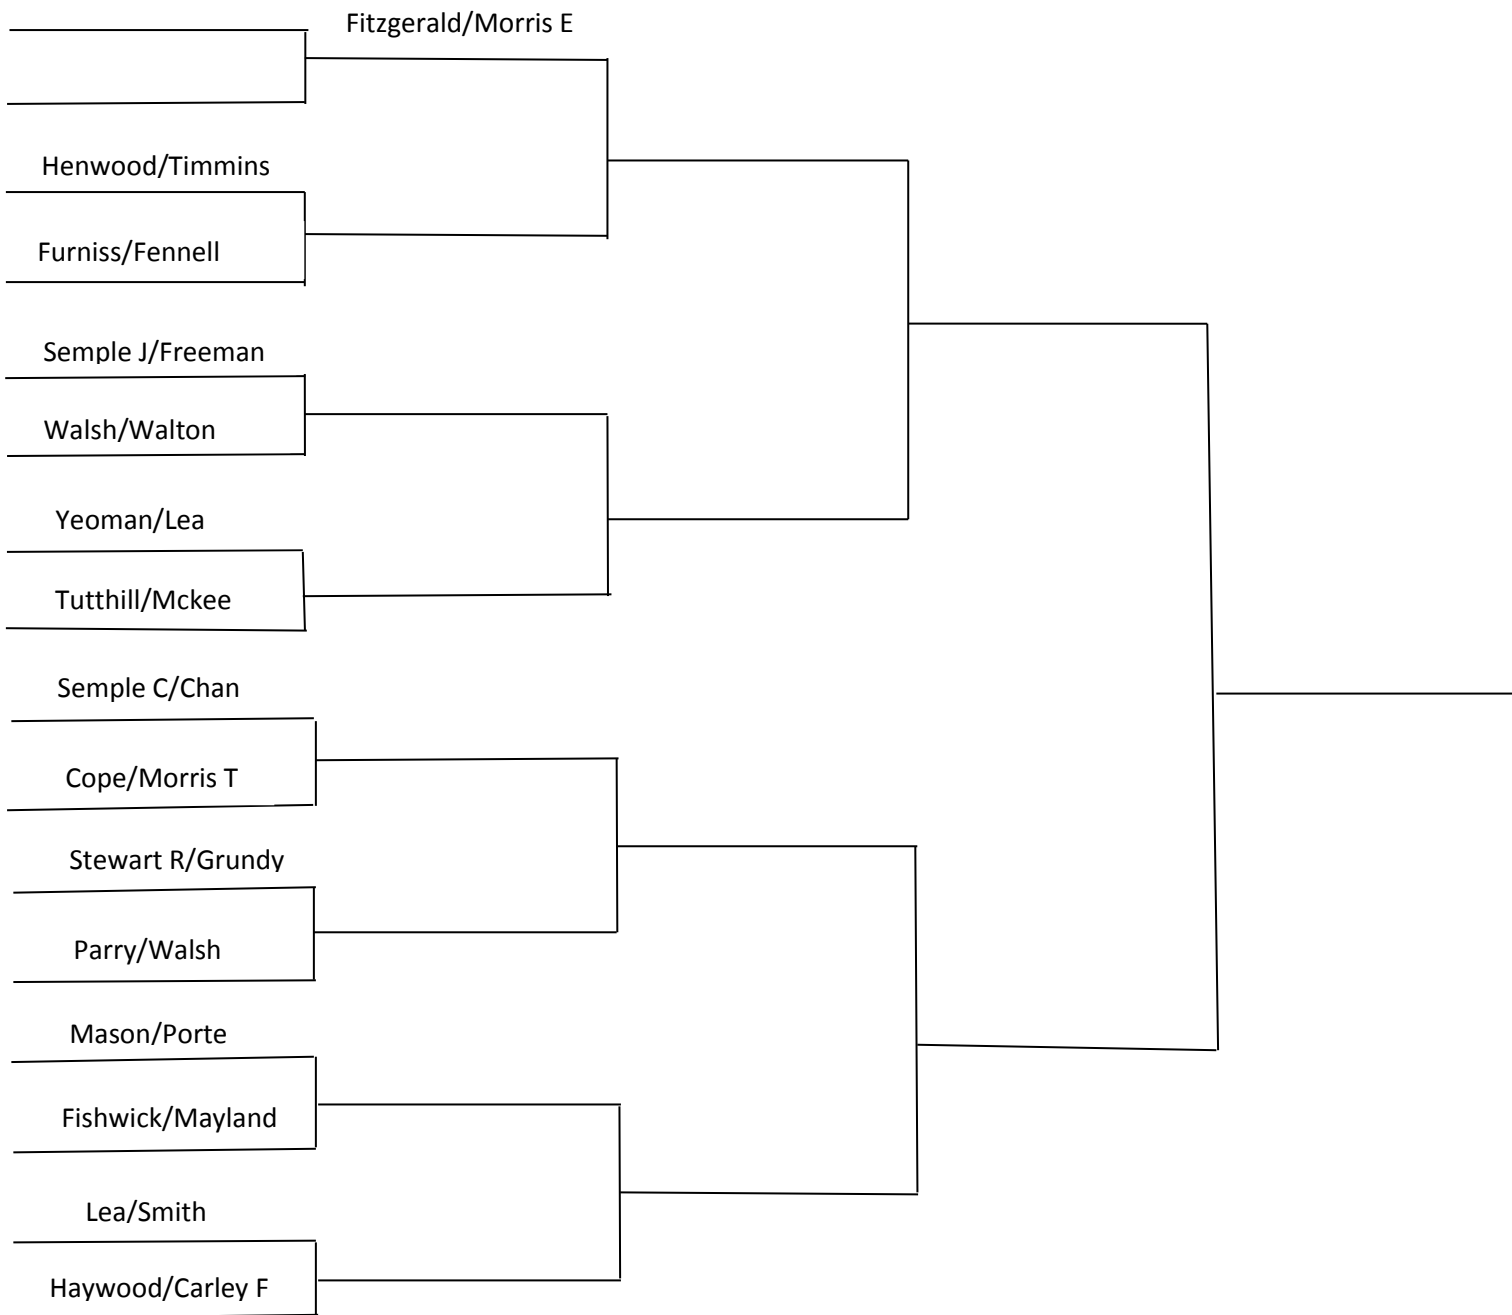 Fitzgerald/Morris E
Henwood/Timmins
Furniss/Fennell
Semple J/Freeman
Walsh/Walton
Yeoman/Lea
Tutthill/Mckee
Semple C/Chan
Cope/Morris T
Stewart R/Grundy
Parry/Walsh
Mason/Porte
Fishwick/Mayland
Lea/Smith
Haywood/Carley F